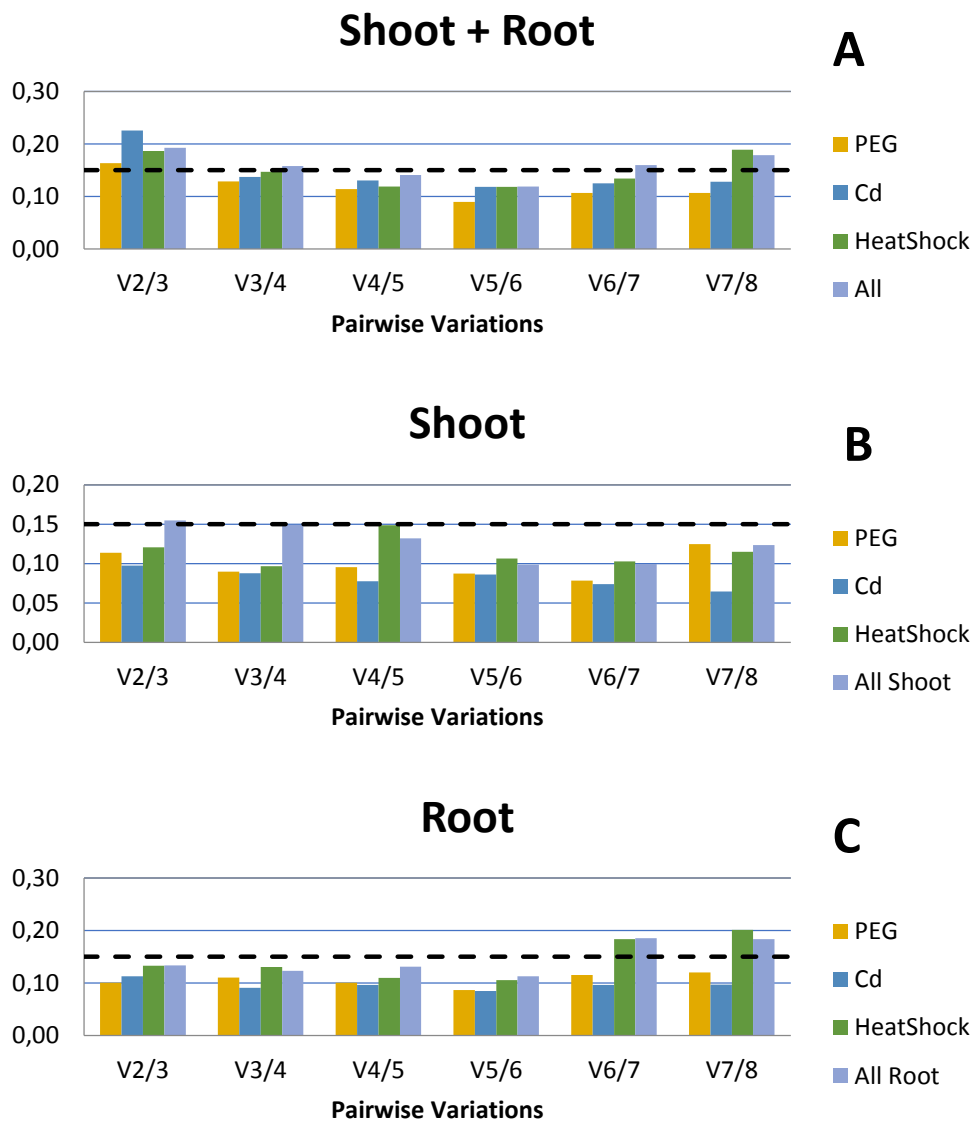 Shoot + Root
A
0,30
0,20
0,10
0,00
V2/3 V3/4 V4/5 V5/6 V6/7 V7/8
Pairwise Variations
PEG
Cd
HeatShock
All
Shoot
B
0,20
0,15
0,10
0,05
0,00
V2/3 V3/4 V4/5 V5/6 V6/7 V7/8
Pairwise Variations
PEG
Cd
HeatShock
All Shoot
Root
C
0,30
0,20
0,10
0,00
V2/3 V3/4 V4/5 V5/6 V6/7 V7/8
Pairwise Variations
PEG
Cd
HeatShock
All Root